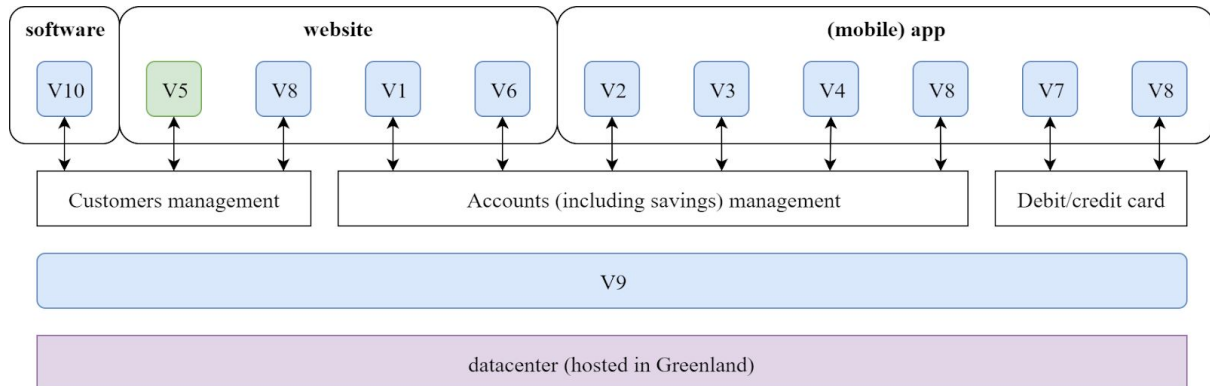 software
website
(mobile) app
V10
V5
V8
V1
V6
V2
V3
V4
V8
V7
V8
Customers management
Accounts (including savings) management
Debit/credit card
V9
datacenter (hosted in Greenland)